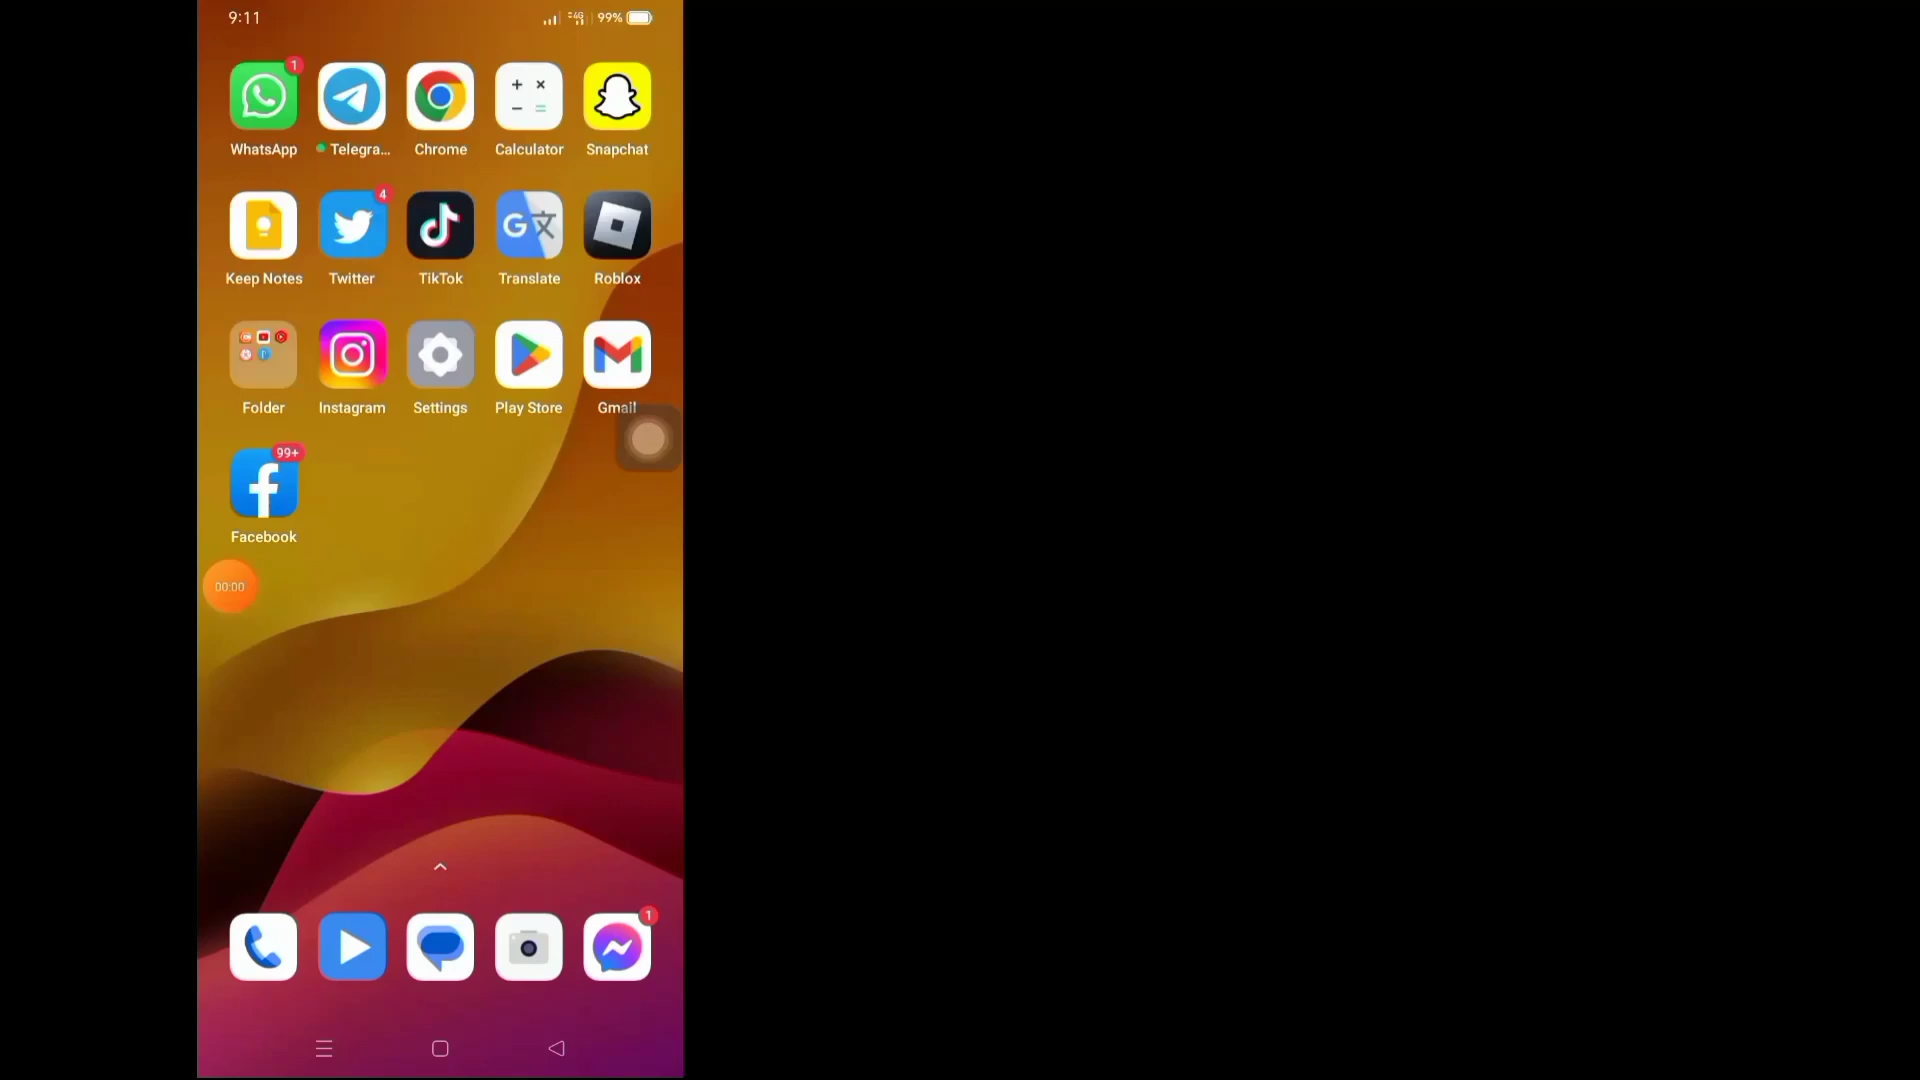 9:11 4G 99%
1
WhatsApp Telegra... Chrome Calculator Snapchat
4
Keep Notes Twitter TikTok Translate Roblox
Folder Instagram Settings Play Store Gmail
99+
Facebook
00:00
1